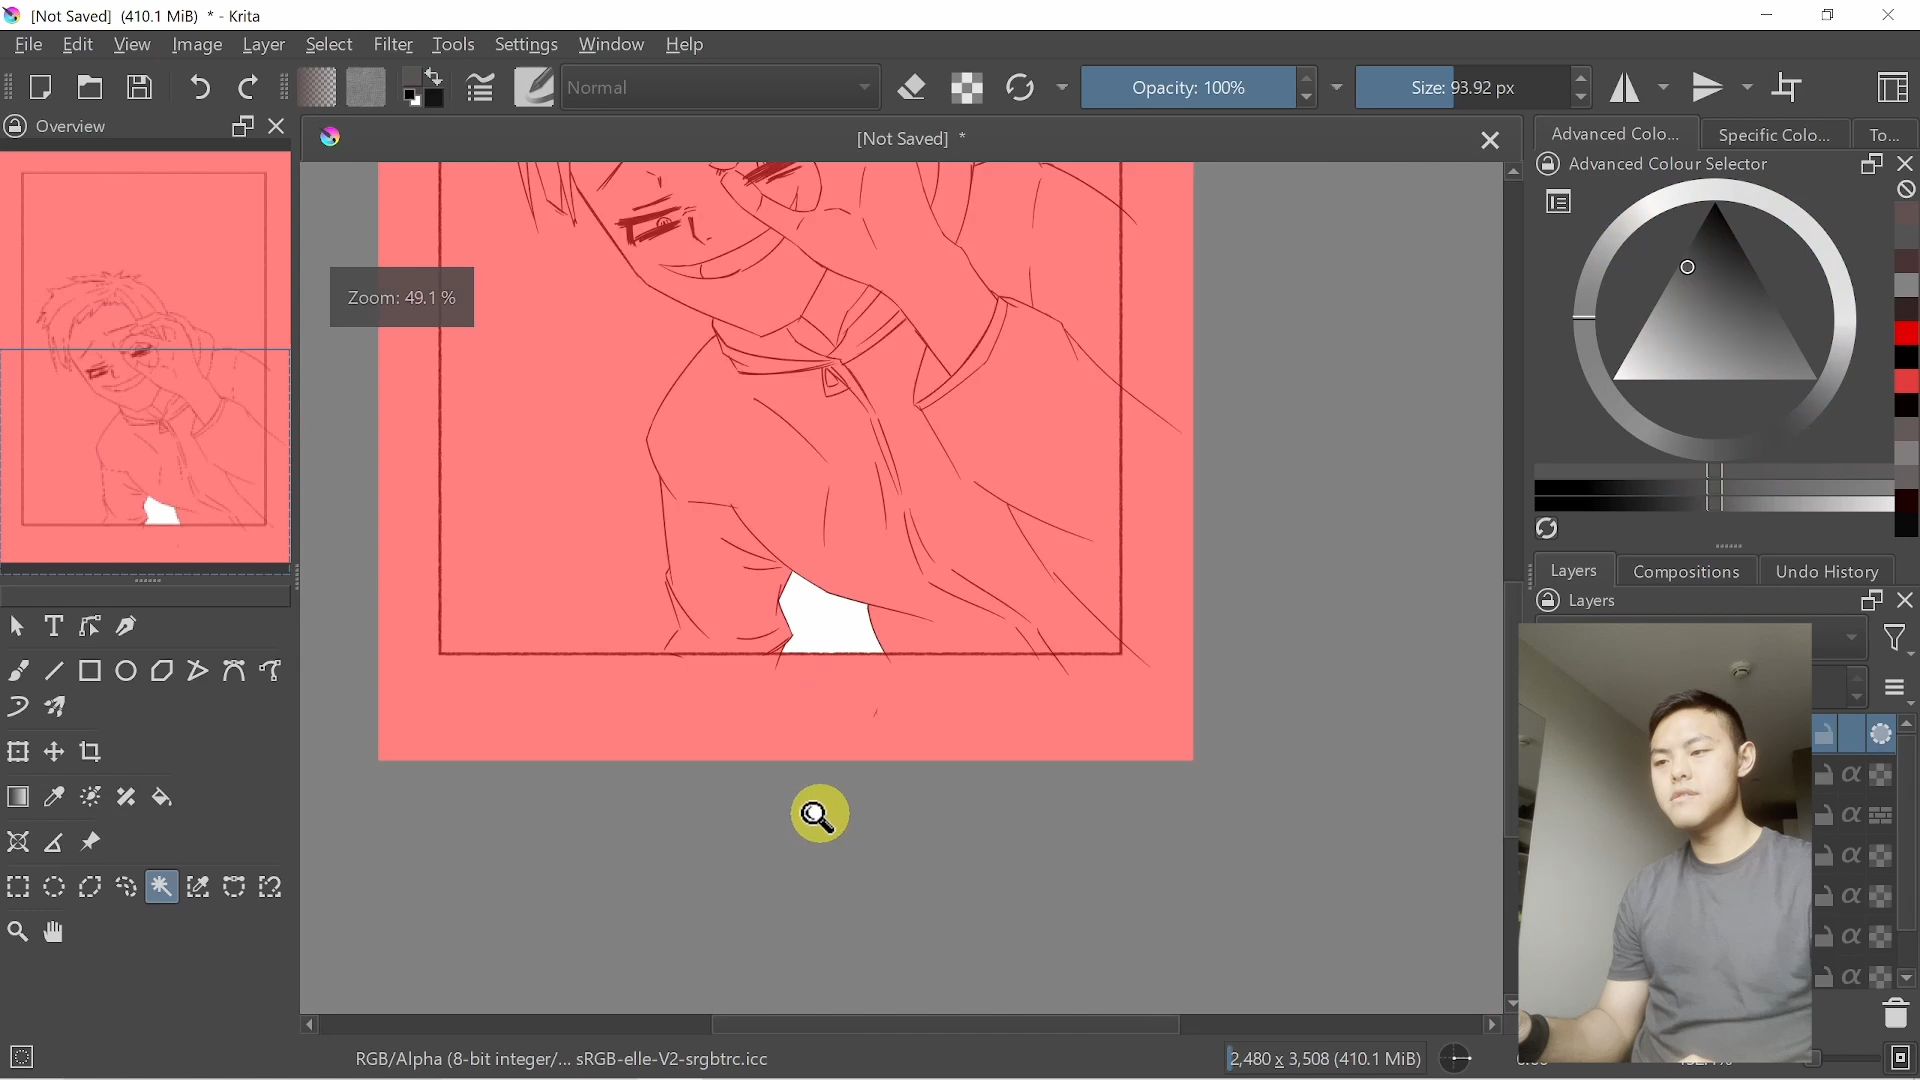 [Not Saved] (410.1 MiB) * - Krita
File Edit View Image Layer Select Filter Tools Settings Window Help
Normal
Opacity: 100%
Size: 93.92 px
Overview
[Not Saved] *
Advanced Colo... Specific Colo... To...
Advanced Colour Selector
Zoom: 49.1 %
Layers Compositions Undo History
Layers
RGB/Alpha (8-bit integer/... sRGB-elle-V2-srgbtrc.icc
2,480 x 3,508 (410.1 MiB)